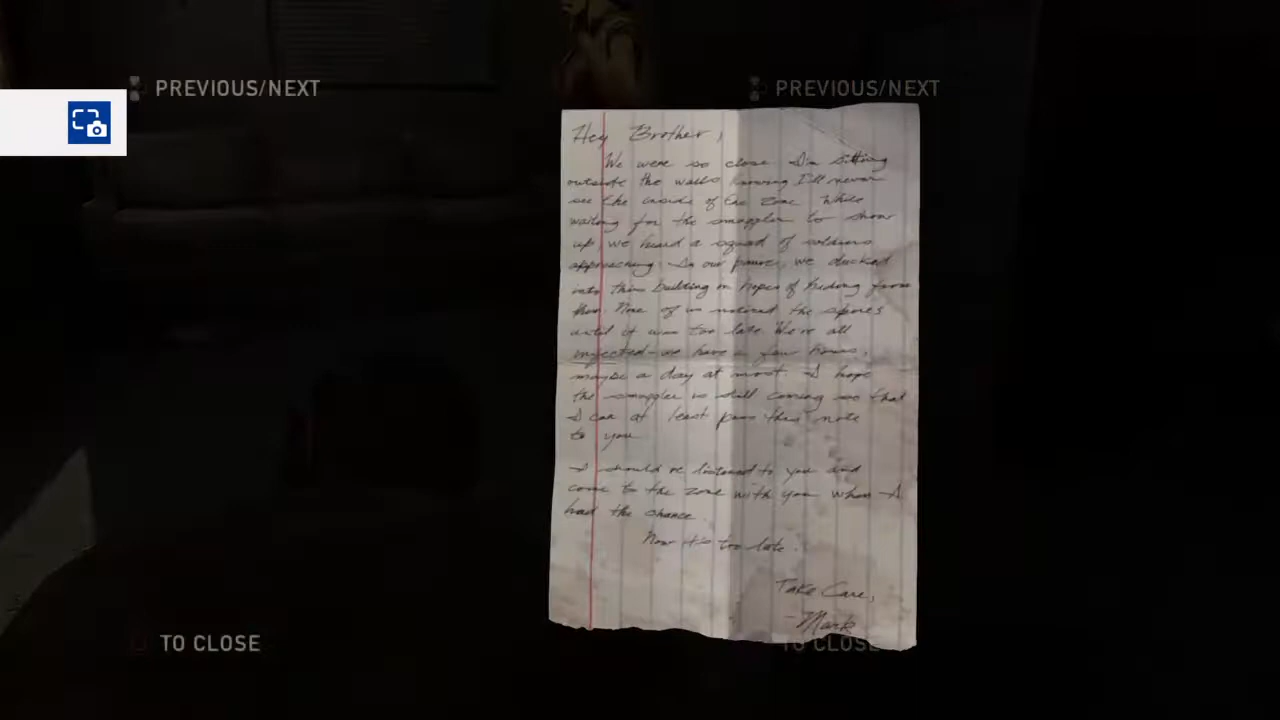 PREVIOUS/NEXT
PREVIOUS/NEXT
Hey Brother,
We were so close I'm sitting
outside the walls knowing I'll never
see the inside of the zone. While
waiting for the smuggler to show
up, we heard a squad of soldiers
approaching. In our panic, we ducked
into this building in hopes of hiding from
them. None of us noticed the spores
until it was too late. We're all
infected - we have a few hours,
maybe a day at most. I hope
the smuggler is still coming so that
I can at least pass this note
to you.
I should've listened to you and
come to the zone with you when I
had the chance.
Now it's too late.
Take Care,
-Mark
TO CLOSE
TO CLOSE